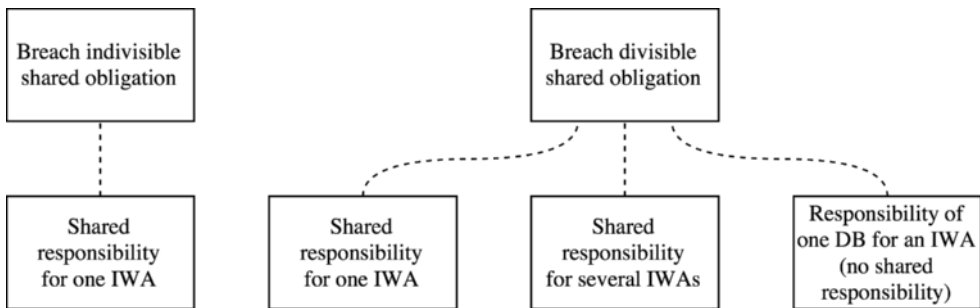 Breach indivisible
shared obligation
Breach divisible
shared obligation
Shared
responsibility
for one IWA
Shared
responsibility
for one IWA
Shared
responsibility
for several IWAs
Responsibility of
one DB for an IWA
(no shared
responsibility)